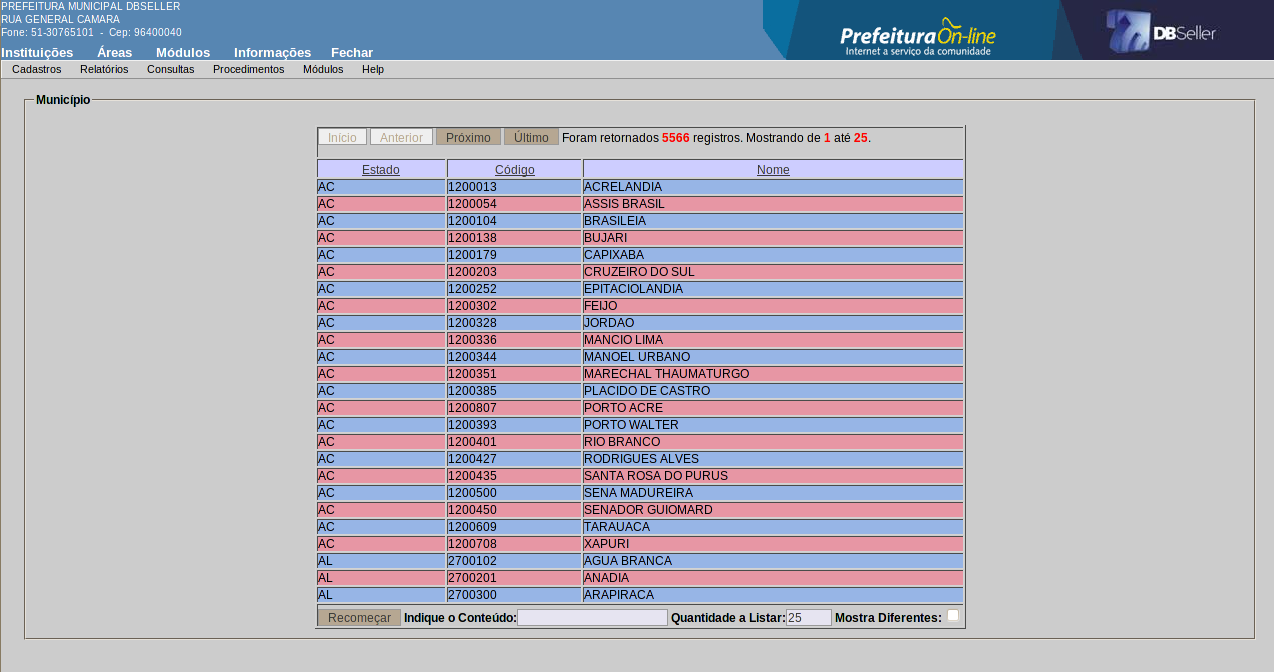 PREFEITURA MUNICIPAL DBSELLER
RUA GENERAL CAMARA
Fone: 51-30765101 - Cep: 96400040
Prefeitura On-line
Internet a serviço da comunidade
DBSeller
Instituições Áreas Módulos Informações Fechar
Cadastros Relatórios Consultas Procedimentos Módulos Help
Município
Início Anterior Próximo Último Foram retornados 5566 registros. Mostrando de 1 até 25.
Estado Código Nome
AC 1200013 ACRELANDIA
AC 1200054 ASSIS BRASIL
AC 1200104 BRASILEIA
AC 1200138 BUJARI
AC 1200179 CAPIXABA
AC 1200203 CRUZEIRO DO SUL
AC 1200252 EPITACIOLANDIA
AC 1200302 FEIJO
AC 1200328 JORDAO
AC 1200336 MANCIO LIMA
AC 1200344 MANOEL URBANO
AC 1200351 MARECHAL THAUMATURGO
AC 1200385 PLACIDO DE CASTRO
AC 1200807 PORTO ACRE
AC 1200393 PORTO WALTER
AC 1200401 RIO BRANCO
AC 1200427 RODRIGUES ALVES
AC 1200435 SANTA ROSA DO PURUS
AC 1200500 SENA MADUREIRA
AC 1200450 SENADOR GUIOMARD
AC 1200609 TARAUACA
AC 1200708 XAPURI
AL 2700102 AGUA BRANCA
AL 2700201 ANADIA
AL 2700300 ARAPIRACA
Recomeçar Indique o Conteúdo: Quantidade a Listar: 25 Mostra Diferentes: